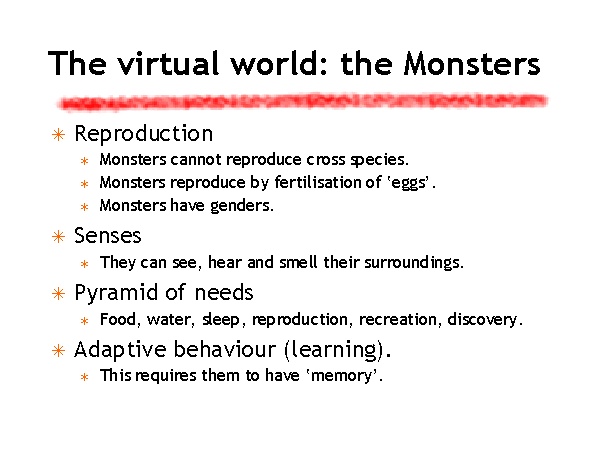 The virtual world: the Monsters
Reproduction
Monsters cannot reproduce cross species.
Monsters reproduce by fertilisation of ‘eggs’.
Monsters have genders.
Senses
They can see, hear and smell their surroundings.
Pyramid of needs
Food, water, sleep, reproduction, recreation, discovery.
Adaptive behaviour (learning).
This requires them to have ‘memory’.